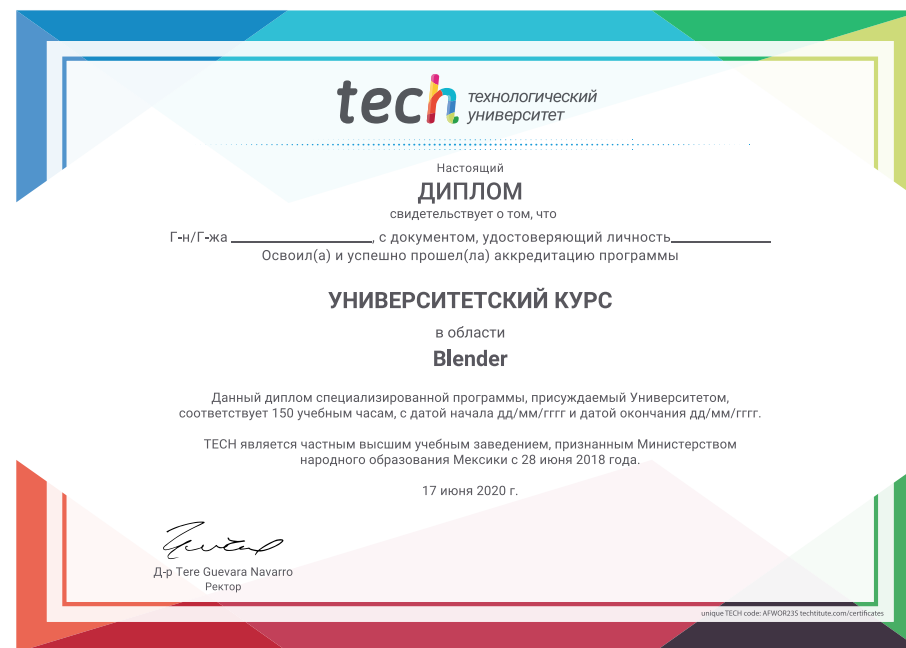 tech технологический
университет
Настоящий
ДИПЛОМ
свидетельствует о том, что
Г-н/Г-жа , с документом, удостоверяющий личность
Освоил(а) и успешно прошел(ла) аккредитацию программы
УНИВЕРСИТЕТСКИЙ КУРС
в области
Blender
Данный диплом специализированной программы, присуждаемый Университетом,
соответствует 150 учебным часам, с датой начала дд/мм/гггг и датой окончания дд/мм/гггг.
TECH является частным высшим учебным заведением, признанным Министерством
народного образования Мексики с 28 июня 2018 года.
17 июня 2020 г.
Д-р Tere Guevara Navarro
Ректор
unique TECH code: AFWOR23S techtitute.com/certificates